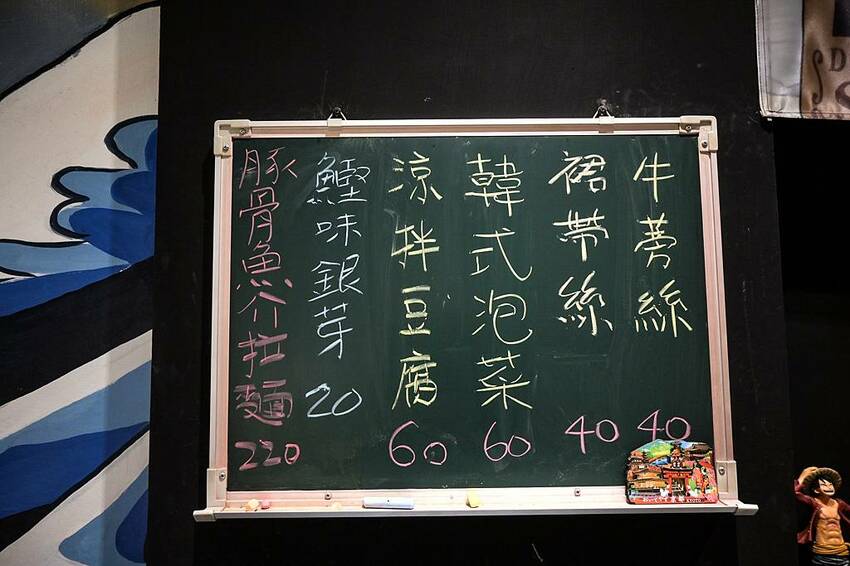 牛蒡絲 40
裙帶絲 40
韓式泡菜 60
涼拌豆腐 60
鰹味銀芽 20
豚骨魚介拉麵 220
KYOTO